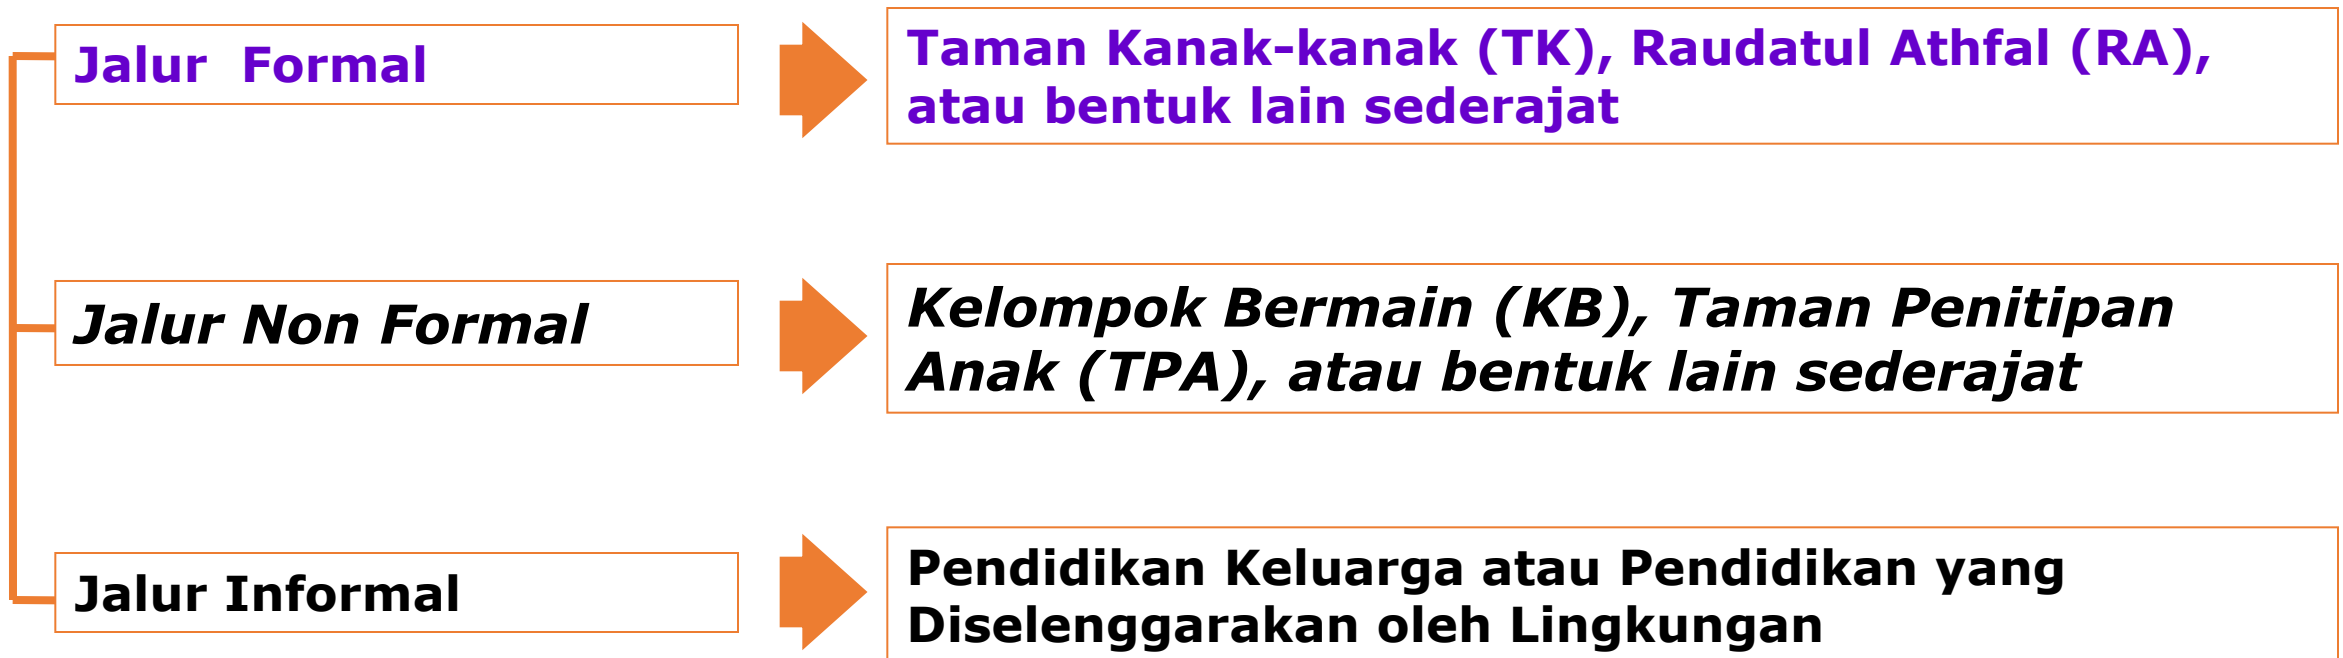 Jalur  Formal
Taman Kanak-kanak (TK), Raudatul Athfal (RA),
atau bentuk lain sederajat
Jalur Non Formal
Kelompok Bermain (KB), Taman Penitipan
Anak (TPA), atau bentuk lain sederajat
Jalur Informal
Pendidikan Keluarga atau Pendidikan yang
Diselenggarakan oleh Lingkungan